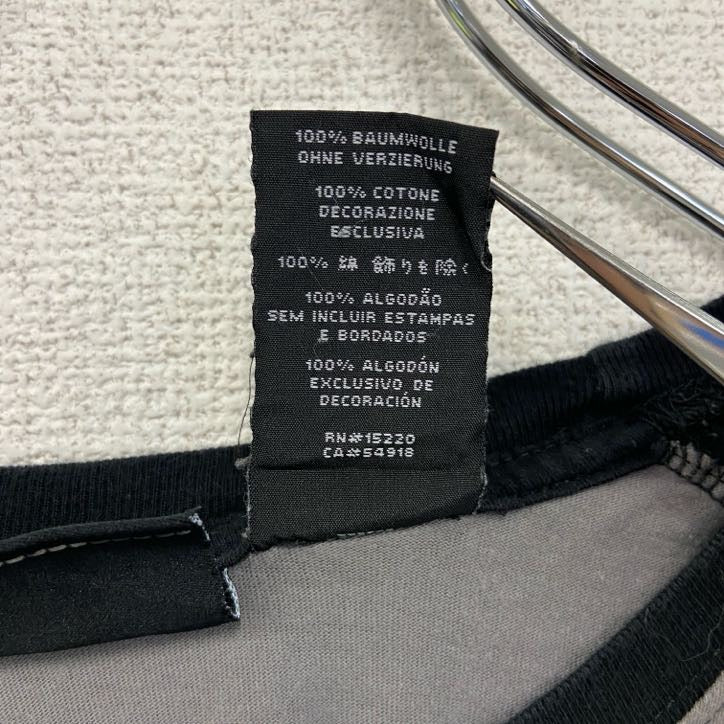 100% BAUMWOLLE
OHNE VERZIERUNG
100% COTONE
DECORAZIONE
ESCLUSIVA
100% 綿 飾りを除く
100% ALGODÃO
SEM INCLUIR ESTAMPAS
E BORDADOS
100% ALGODÓN
EXCLUSIVO DE
DECORACIÓN
RN#15220
CA#54918